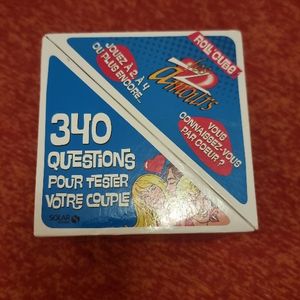 ROLL'CUBE
JOUEZ À 2, À 4
OU PLUS ENCORE...
Les
Z
AMOURS
VOUS
CONNAISSEZ-VOUS
PAR COEUR ?
340
QUESTIONS
POUR TESTER
VOTRE COUPLE
SOLAR